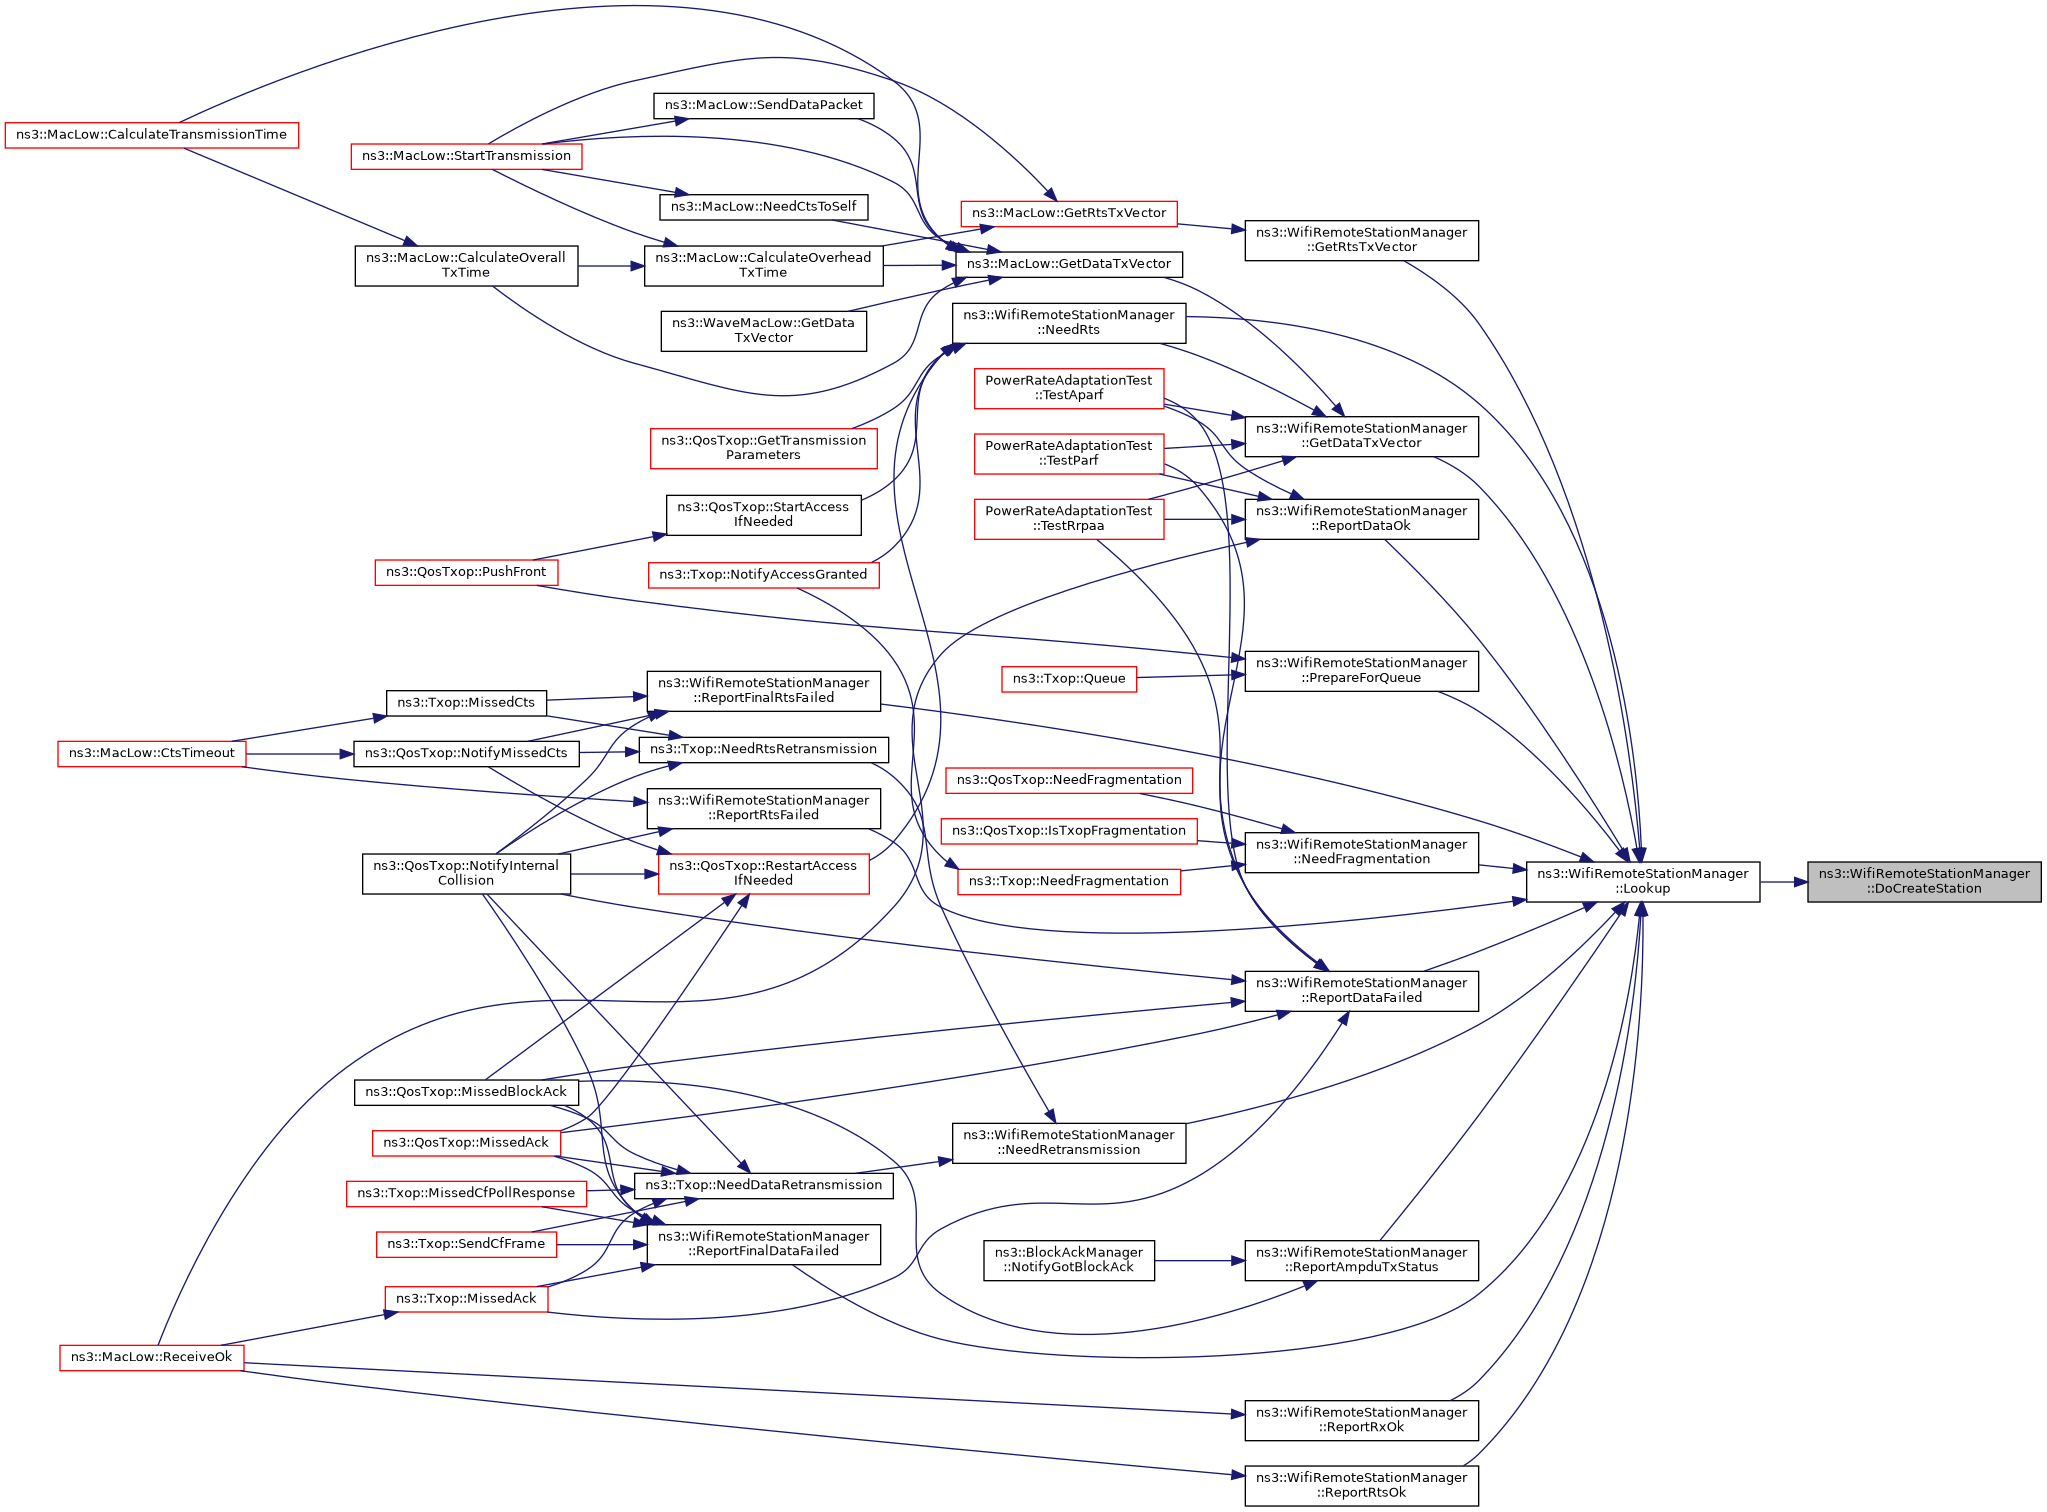 ns3::MacLow::CalculateTransmissionTime
ns3::MacLow::CalculateOverall
TxTime
ns3::MacLow::StartTransmission
ns3::MacLow::SendDataPacket
ns3::MacLow::NeedCtsToSelf
ns3::MacLow::CalculateOverhead
TxTime
ns3::WaveMacLow::GetData
TxVector
ns3::MacLow::GetRtsTxVector
ns3::MacLow::GetDataTxVector
ns3::WifiRemoteStationManager
::GetRtsTxVector
ns3::WifiRemoteStationManager
::NeedRts
PowerRateAdaptationTest
::TestAparf
PowerRateAdaptationTest
::TestParf
PowerRateAdaptationTest
::TestRrpaa
ns3::WifiRemoteStationManager
::GetDataTxVector
ns3::WifiRemoteStationManager
::ReportDataOk
ns3::QosTxop::GetTransmission
Parameters
ns3::QosTxop::StartAccess
IfNeeded
ns3::QosTxop::PushFront
ns3::Txop::NotifyAccessGranted
ns3::WifiRemoteStationManager
::PrepareForQueue
ns3::Txop::Queue
ns3::WifiRemoteStationManager
::ReportFinalRtsFailed
ns3::Txop::MissedCts
ns3::MacLow::CtsTimeout
ns3::QosTxop::NotifyMissedCts
ns3::Txop::NeedRtsRetransmission
ns3::WifiRemoteStationManager
::ReportRtsFailed
ns3::QosTxop::NotifyInternal
Collision
ns3::QosTxop::RestartAccess
IfNeeded
ns3::QosTxop::NeedFragmentation
ns3::QosTxop::IsTxopFragmentation
ns3::Txop::NeedFragmentation
ns3::WifiRemoteStationManager
::NeedFragmentation
ns3::WifiRemoteStationManager
::Lookup
ns3::WifiRemoteStationManager
::DoCreateStation
ns3::WifiRemoteStationManager
::ReportDataFailed
ns3::QosTxop::MissedBlockAck
ns3::QosTxop::MissedAck
ns3::WifiRemoteStationManager
::NeedRetransmission
ns3::Txop::NeedDataRetransmission
ns3::Txop::MissedCfPollResponse
ns3::Txop::SendCfFrame
ns3::WifiRemoteStationManager
::ReportFinalDataFailed
ns3::BlockAckManager
::NotifyGotBlockAck
ns3::WifiRemoteStationManager
::ReportAmpduTxStatus
ns3::Txop::MissedAck
ns3::MacLow::ReceiveOk
ns3::WifiRemoteStationManager
::ReportRxOk
ns3::WifiRemoteStationManager
::ReportRtsOk